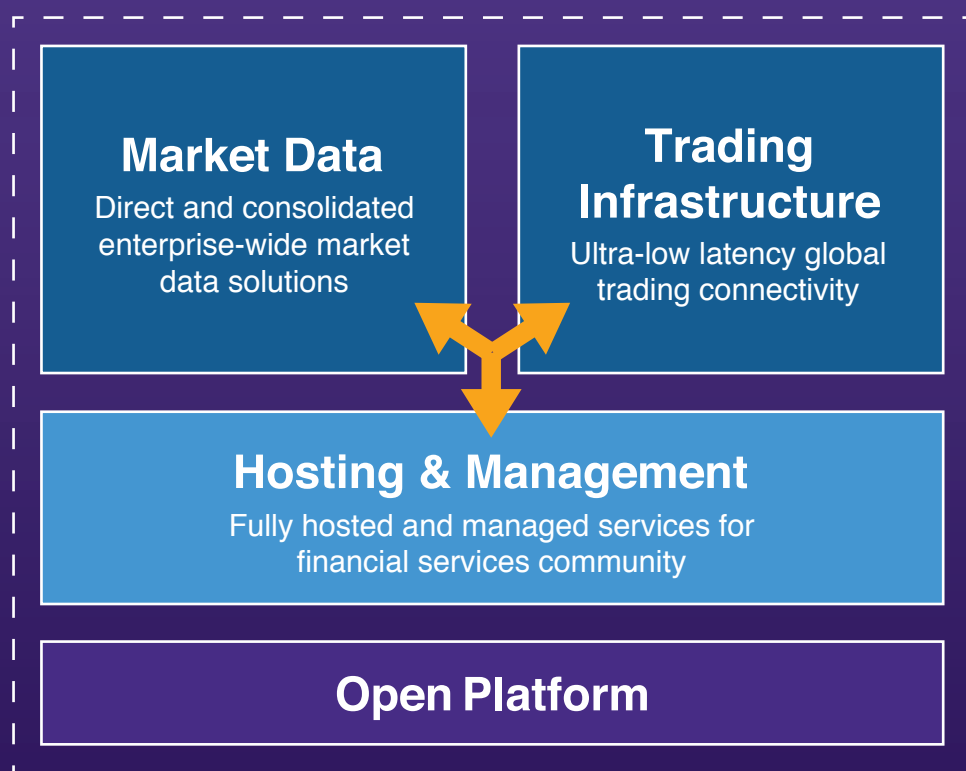 Market Data
Direct and consolidated
enterprise-wide market
data solutions
Trading
Infrastructure
Ultra-low latency global
trading connectivity
Hosting & Management
Fully hosted and managed services for
financial services community
Open Platform